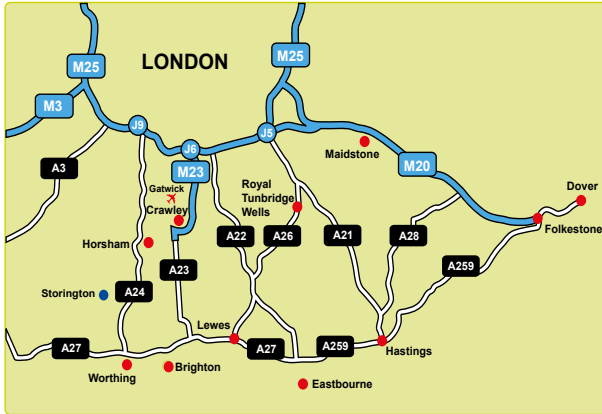 M25
LONDON
M25
M3
J9
J6
J5
M23
Maidstone
M20
A3
Gatwick
Crawley
Royal
Tunbridge
Wells
Dover
Folkestone
Horsham
A22
A26
A21
A28
A23
A259
Storington
A24
Lewes
A27
A27
A259
Hastings
Worthing
Brighton
Eastbourne